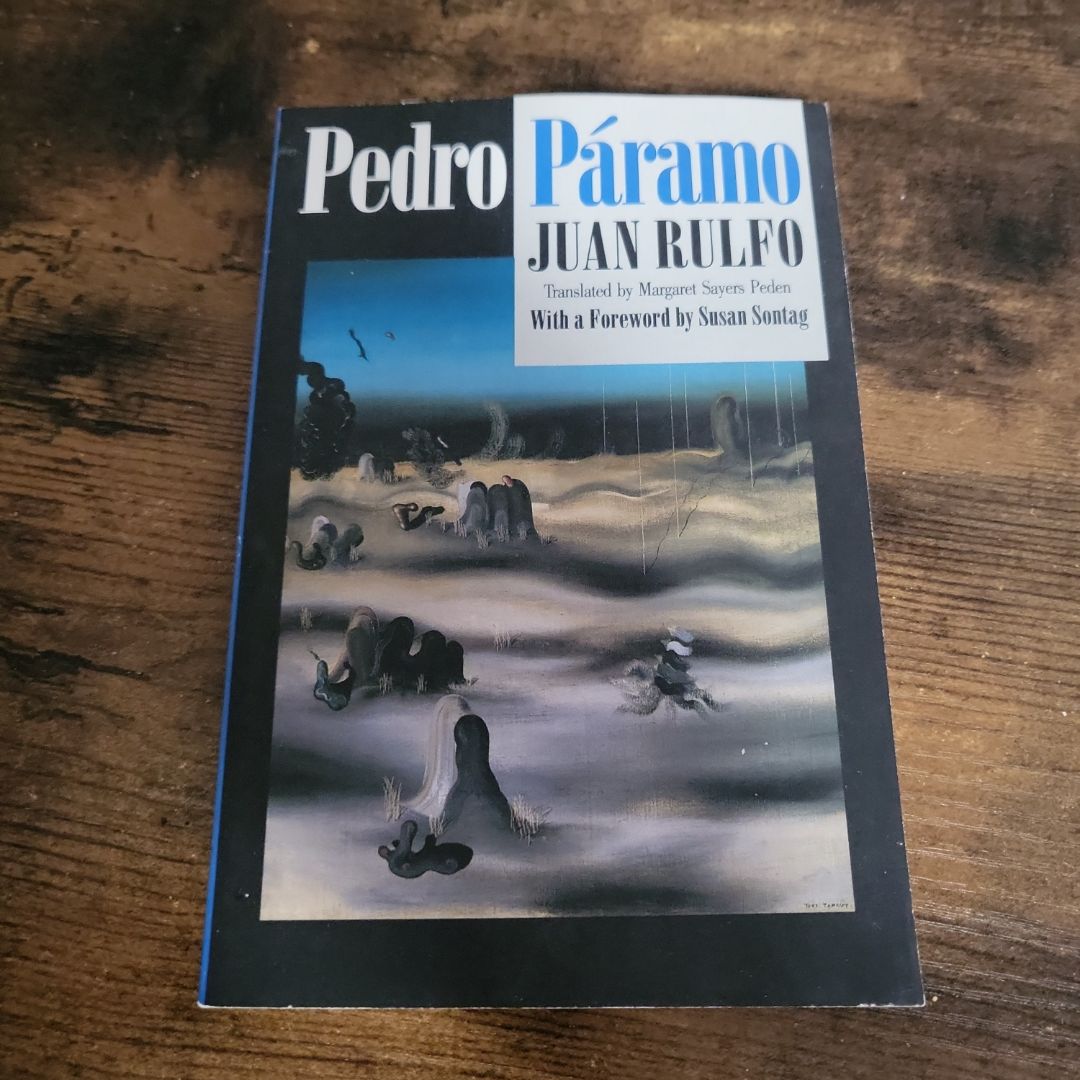 Pedro Páramo
JUAN RULFO
Translated by Margaret Sayers Peden
With a Foreword by Susan Sontag